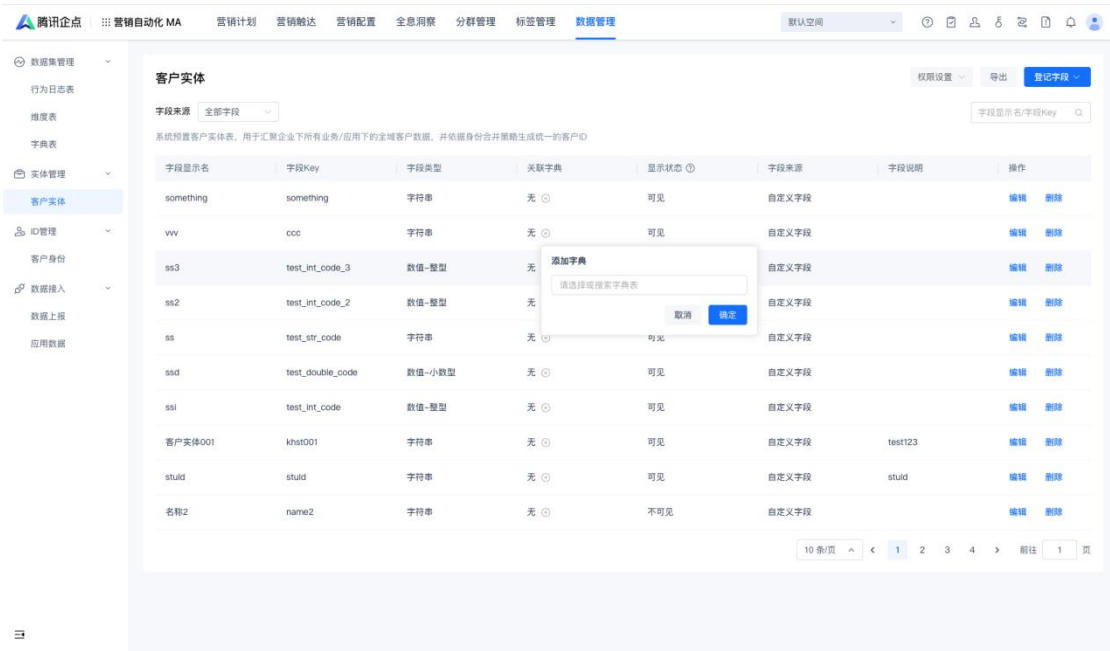 腾讯企点 营销自动化 MA 营销计划 营销触达 营销配置 全息洞察 分群管理 标签管理 数据管理 默认空间
数据集管理
行为日志表
维度表
字典表
实体管理
客户实体
ID管理
客户身份
数据接入
数据上报
应用数据
客户实体 权限设置 导出 登记字段
字段来源 全部字段 字段显示名/字段Key
系统预置客户实体表，用于汇聚企业下所有业务/应用下的全域客户数据，并依据身份合并策略生成统一的客户ID
字段显示名 字段Key 字段类型 关联字典 显示状态 字段来源 字段说明 操作
something something 字符串 无 可见 自定义字段 编辑 删除
vvv ccc 字符串 无 可见 自定义字段 编辑 删除
ss3 test_int_code_3 数值-整型 无 自定义字段 编辑 删除
ss2 test_int_code_2 数值-整型 无 自定义字段 编辑 删除
ss test_str_code 字符串 无 可见 自定义字段 编辑 删除
ssd test_double_code 数值-小数型 无 可见 自定义字段 编辑 删除
ssi test_int_code 数值-整型 无 可见 自定义字段 编辑 删除
客户实体001 khst001 字符串 无 可见 自定义字段 test123 编辑 删除
stuId stuId 字符串 无 可见 自定义字段 stuId 编辑 删除
名称2 name2 字符串 无 不可见 自定义字段 编辑 删除
添加字典
请选择或搜索字典表
取消 确定
10 条/页 1 2 3 4 前往 1 页